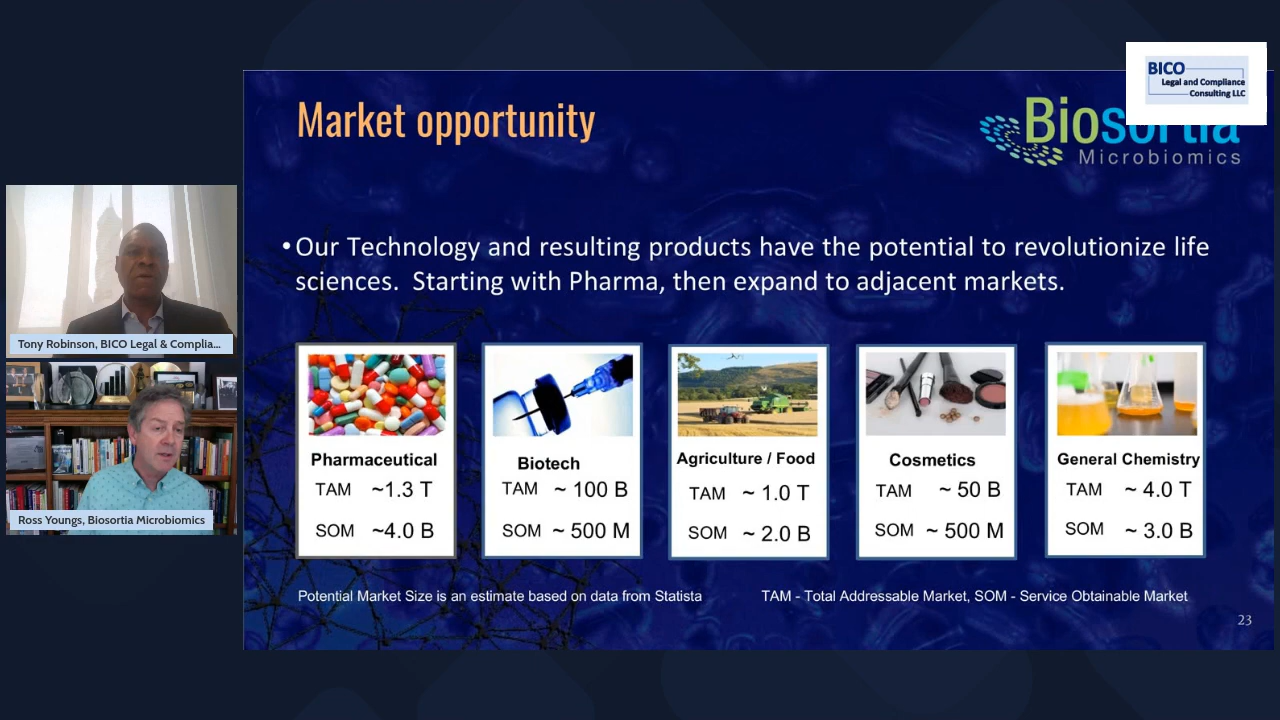 BICO
Legal and Compliance
Consulting LLC
Market opportunity
Biosortia
Microbiomics
•Our Technology and resulting products have the potential to revolutionize life
sciences. Starting with Pharma, then expand to adjacent markets.
Tony Robinson, BICO Legal & Complia...
Ross Youngs, Biosortia Microbiomics
Pharmaceutical
TAM ~1.3 T
SOM ~4.0 B
Biotech
TAM ~ 100 B
SOM ~ 500 M
Agriculture / Food
TAM ~ 1.0 T
SOM ~ 2.0 B
Cosmetics
TAM ~ 50 B
SOM ~ 500 M
General Chemistry
TAM ~ 4.0 T
SOM ~ 3.0 B
Potential Market Size is an estimate based on data from Statista
TAM - Total Addressable Market, SOM - Service Obtainable Market
23